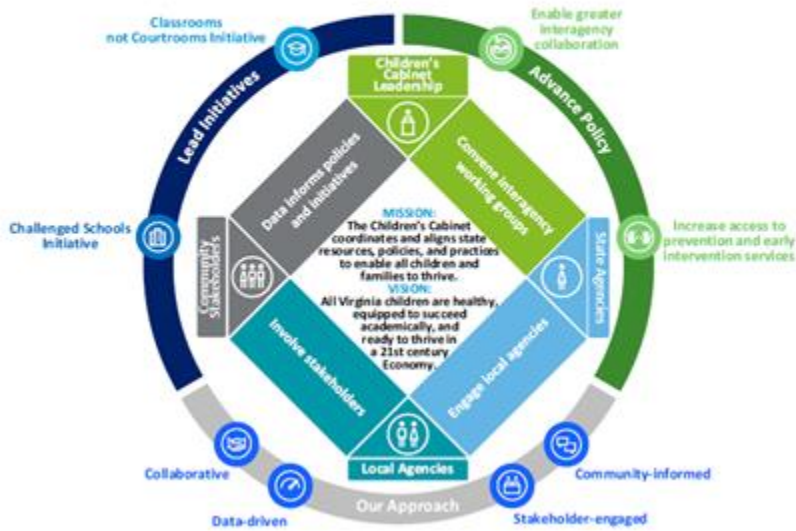 Classrooms
not Courtrooms Initiative
Enable greater
interagency
collaboration
Lead Initiatives
Advance Policy
Children's
Cabinet
Leadership
Data informs policies
and initiatives
Convene interagency
working groups
Challenged Schools
Initiative
Community
Stakeholders
MISSION:
The Children's Cabinet
coordinates and aligns state
resources, policies, and practices
to enable all children and
families to thrive.
VISION:
All Virginia children are healthy,
equipped to succeed
academically, and
ready to thrive in
a 21st century
Economy.
State Agencies
Increase access to
prevention and early
intervention services
Involve stakeholders
Engage local agencies
Local Agencies
Collaborative
Data-driven
Our Approach
Stakeholder-engaged
Community-informed